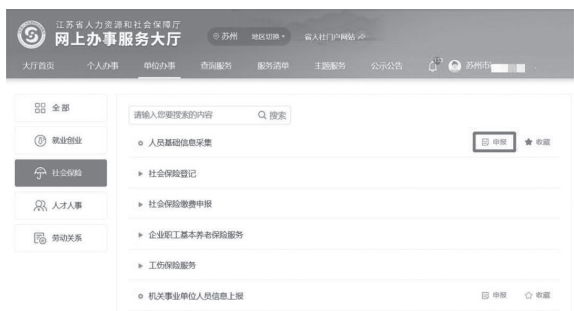 江苏省人力资源和社会保障厅
网上办事服务大厅
苏州 地区切换 省人社门户网站
大厅首页 个人办事 单位办事 查询服务 服务清单 主题服务 公示公告 苏州市
全部
就业创业
社会保险
人才人事
劳动关系
请输入您要搜索的内容 搜索
人员基础信息采集 申报 收藏
社会保险登记
社会保险缴费申报
企业职工基本养老保险服务
工伤保险服务
机关事业单位人员信息上报 申报 收藏